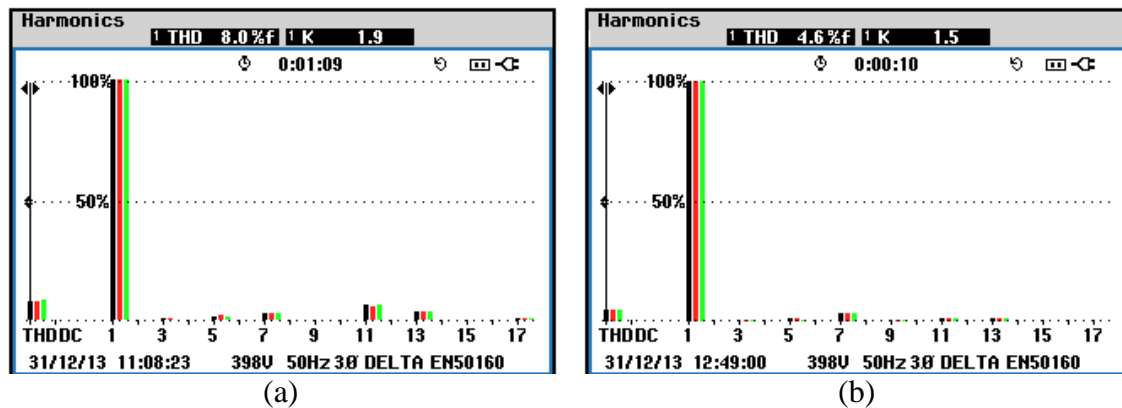 Harmonics
1 THD 8.0 %f 1 K 1.9
0:01:09
100%
50%
THDDC 1 3 5 7 9 11 13 15 17
31/12/13 11:08:23 398V 50Hz 3Ø DELTA EN50160
(a)
Harmonics
1 THD 4.6 %f 1 K 1.5
0:00:10
100%
50%
THDDC 1 3 5 7 9 11 13 15 17
31/12/13 12:49:00 398V 50Hz 3Ø DELTA EN50160
(b)